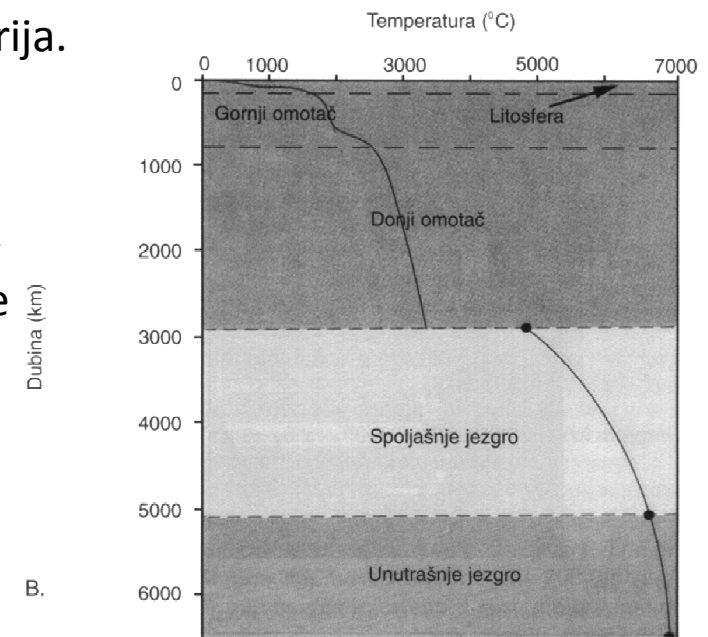 rija.
Temperatura (⁰C)
0 1000 3000 5000 7000
0
Gornji omotač
Litosfera
1000
Donji omotač
2000
e
Dubina (km)
3000
4000
Spoljašnje jezgro
5000
Unutrašnje jezgro
B.
6000